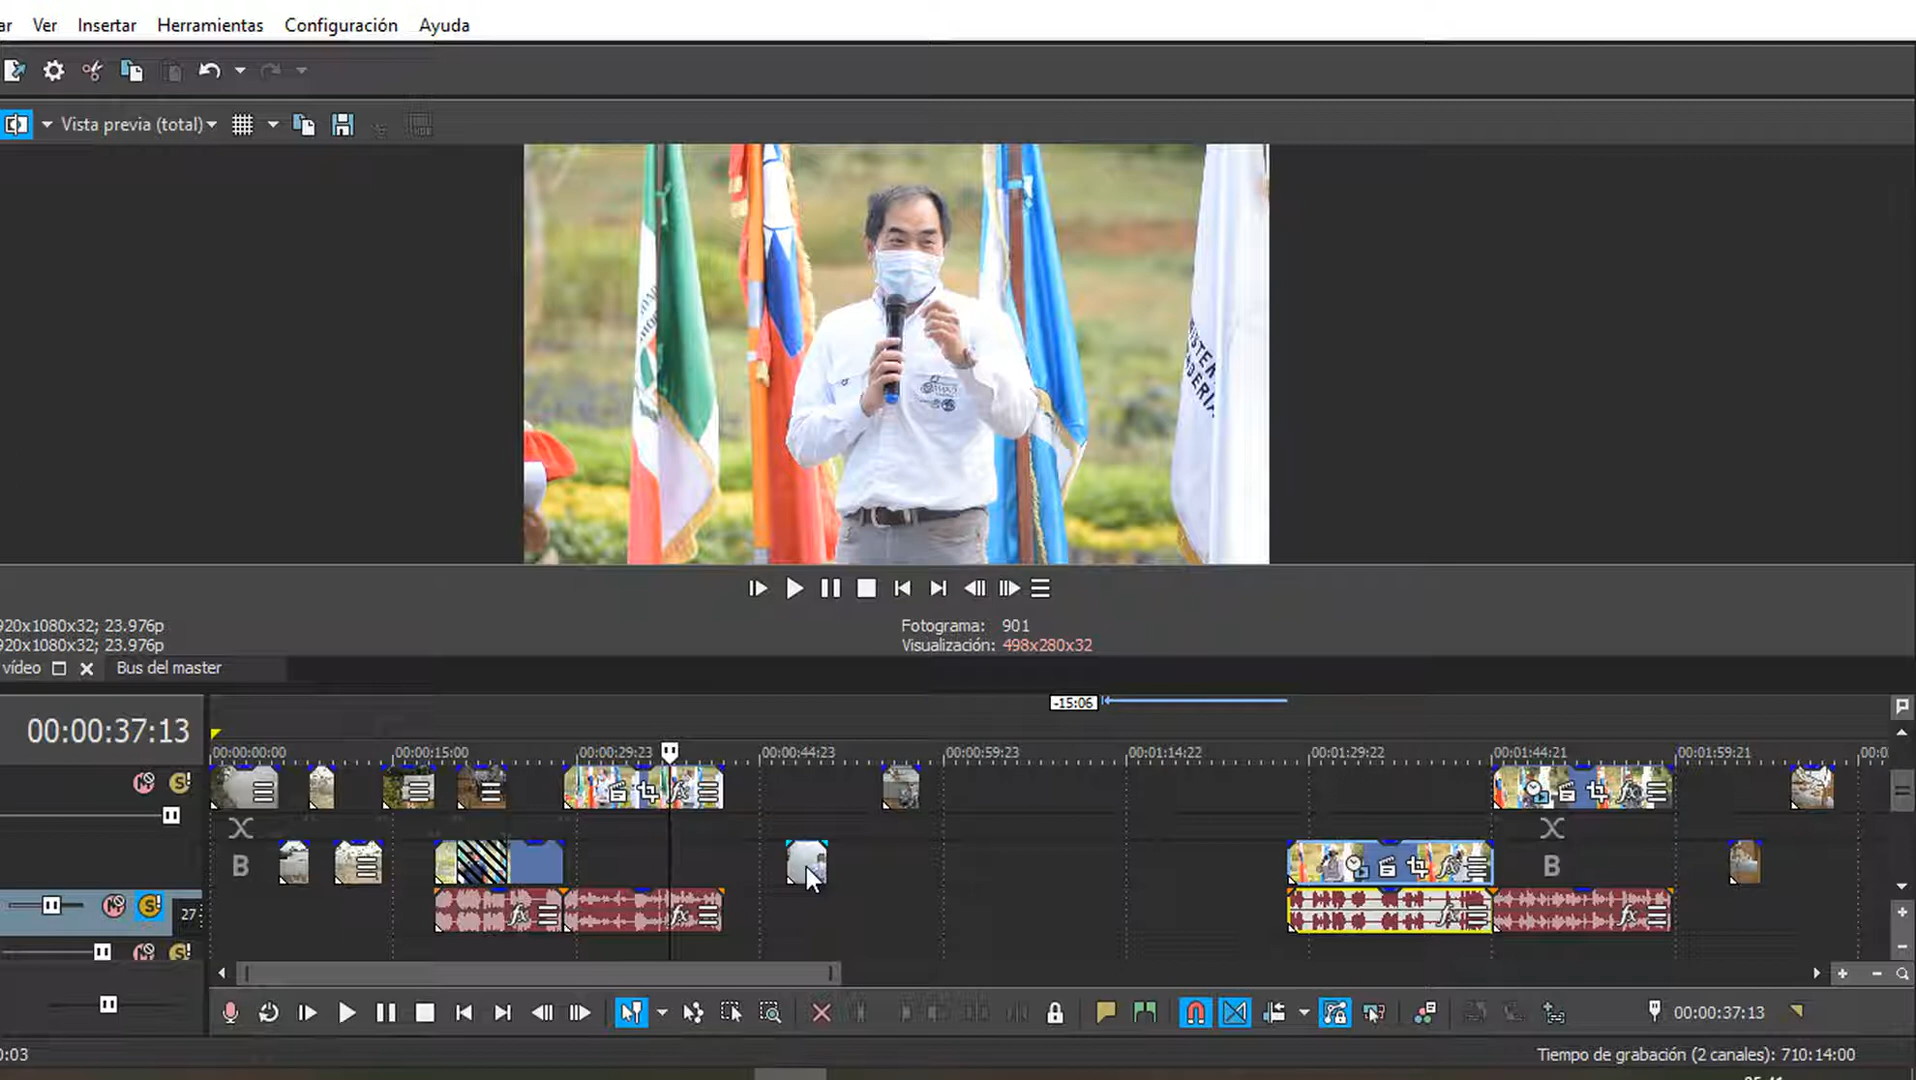 ar Ver Insertar Herramientas Configuración Ayuda
Vista previa (total)
Fotograma: 901
920x1080x32; 23.976p
920x1080x32; 23.976p
Visualización: 498x280x32
vídeo
Bus del master
-15:06
00:00:37:13
00:00:00:00 00:00:15:00 00:00:29:23 00:00:44:23 00:00:59:23 00:01:14:22 00:01:29:22 00:01:44:21 00:01:59:21 00:0
B
B
27
00:00:37:13
0:03
Tiempo de grabación (2 canales): 710:14:00